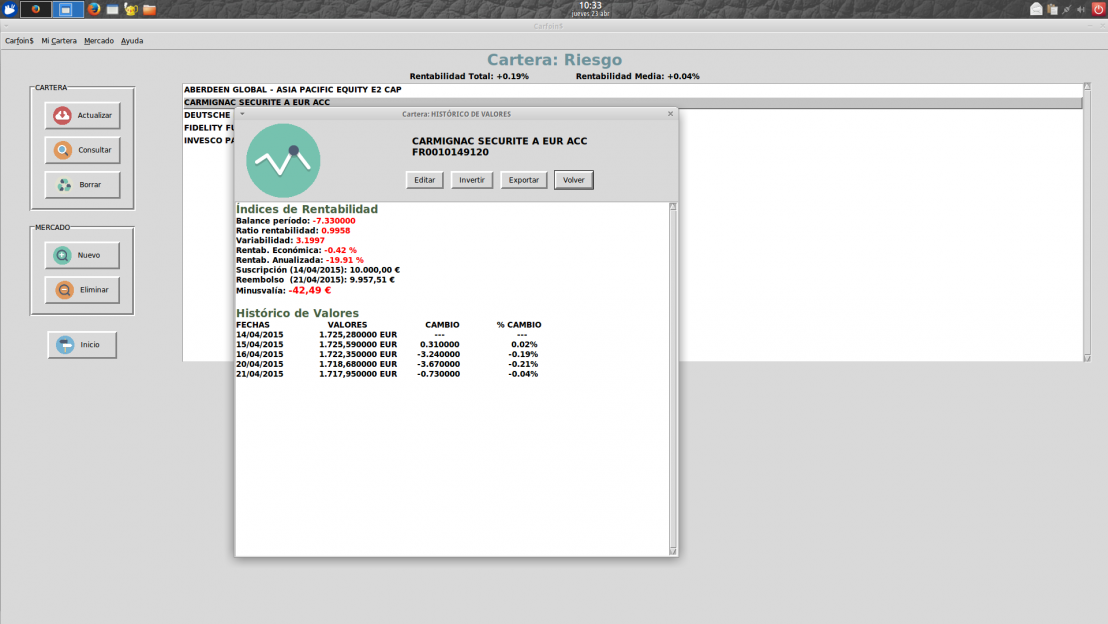 10:33
jueves 23 abr
Carfoin$
Carfoin$ Mi Cartera Mercado Ayuda
Cartera: Riesgo
Rentabilidad Total: +0.19% Rentabilidad Media: +0.04%
CARTERA
Actualizar
Consultar
Borrar
MERCADO
Nuevo
Eliminar
Inicio
ABERDEEN GLOBAL - ASIA PACIFIC EQUITY E2 CAP
CARMIGNAC SECURITE A EUR ACC
DEUTSCHE
FIDELITY FU
INVESCO PA
Cartera: HISTÓRICO DE VALORES
CARMIGNAC SECURITE A EUR ACC
FR0010149120
Editar Invertir Exportar Volver
Índices de Rentabilidad
Balance período: -7.330000
Ratio rentabilidad: 0.9958
Variabilidad: 3.1997
Rentab. Económica: -0.42 %
Rentab. Anualizada: -19.91 %
Suscripción (14/04/2015): 10.000,00 €
Reembolso (21/04/2015): 9.957,51 €
Minusvalía: -42,49 €
Histórico de Valores
FECHAS VALORES CAMBIO % CAMBIO
14/04/2015 1.725,280000 EUR --- ---
15/04/2015 1.725,590000 EUR 0.310000 0.02%
16/04/2015 1.722,350000 EUR -3.240000 -0.19%
20/04/2015 1.718,680000 EUR -3.670000 -0.21%
21/04/2015 1.717,950000 EUR -0.730000 -0.04%